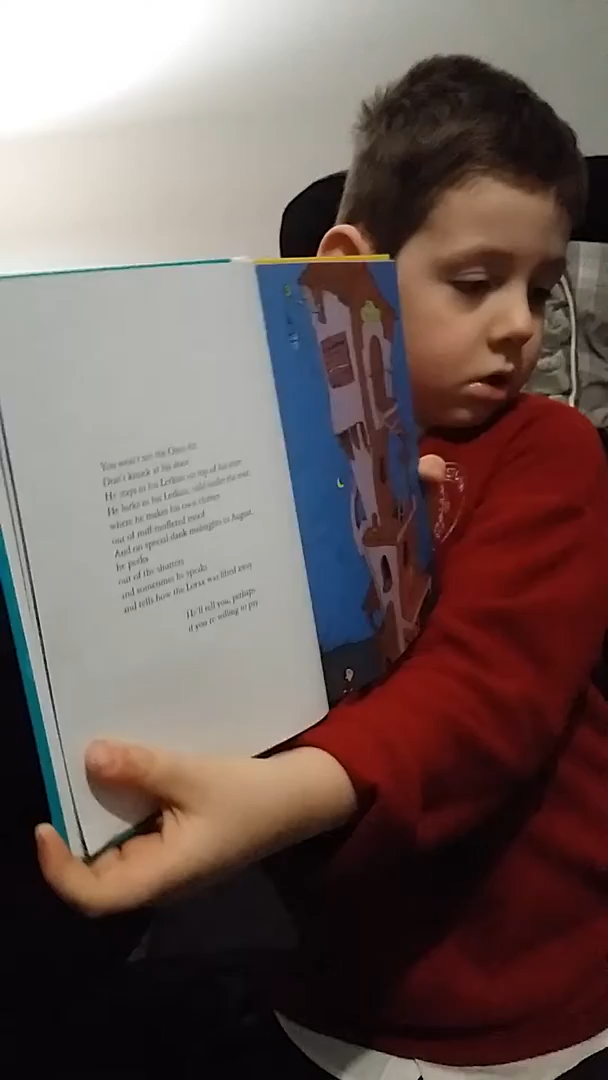 You won't see the Once-ler.
Don't knock at his door.
He stays in his Lerkim on top of his store.
He lurks in his Lerkim, cold under the roof,
where he makes his own clothes
out of miff-muffered moof.
And on special dank midnights in August,
he peeks
out of the shutters
and sometimes he speaks
and tells how the Lorax was lifted away.
He'll tell you, perhaps...
if you're willing to pay.